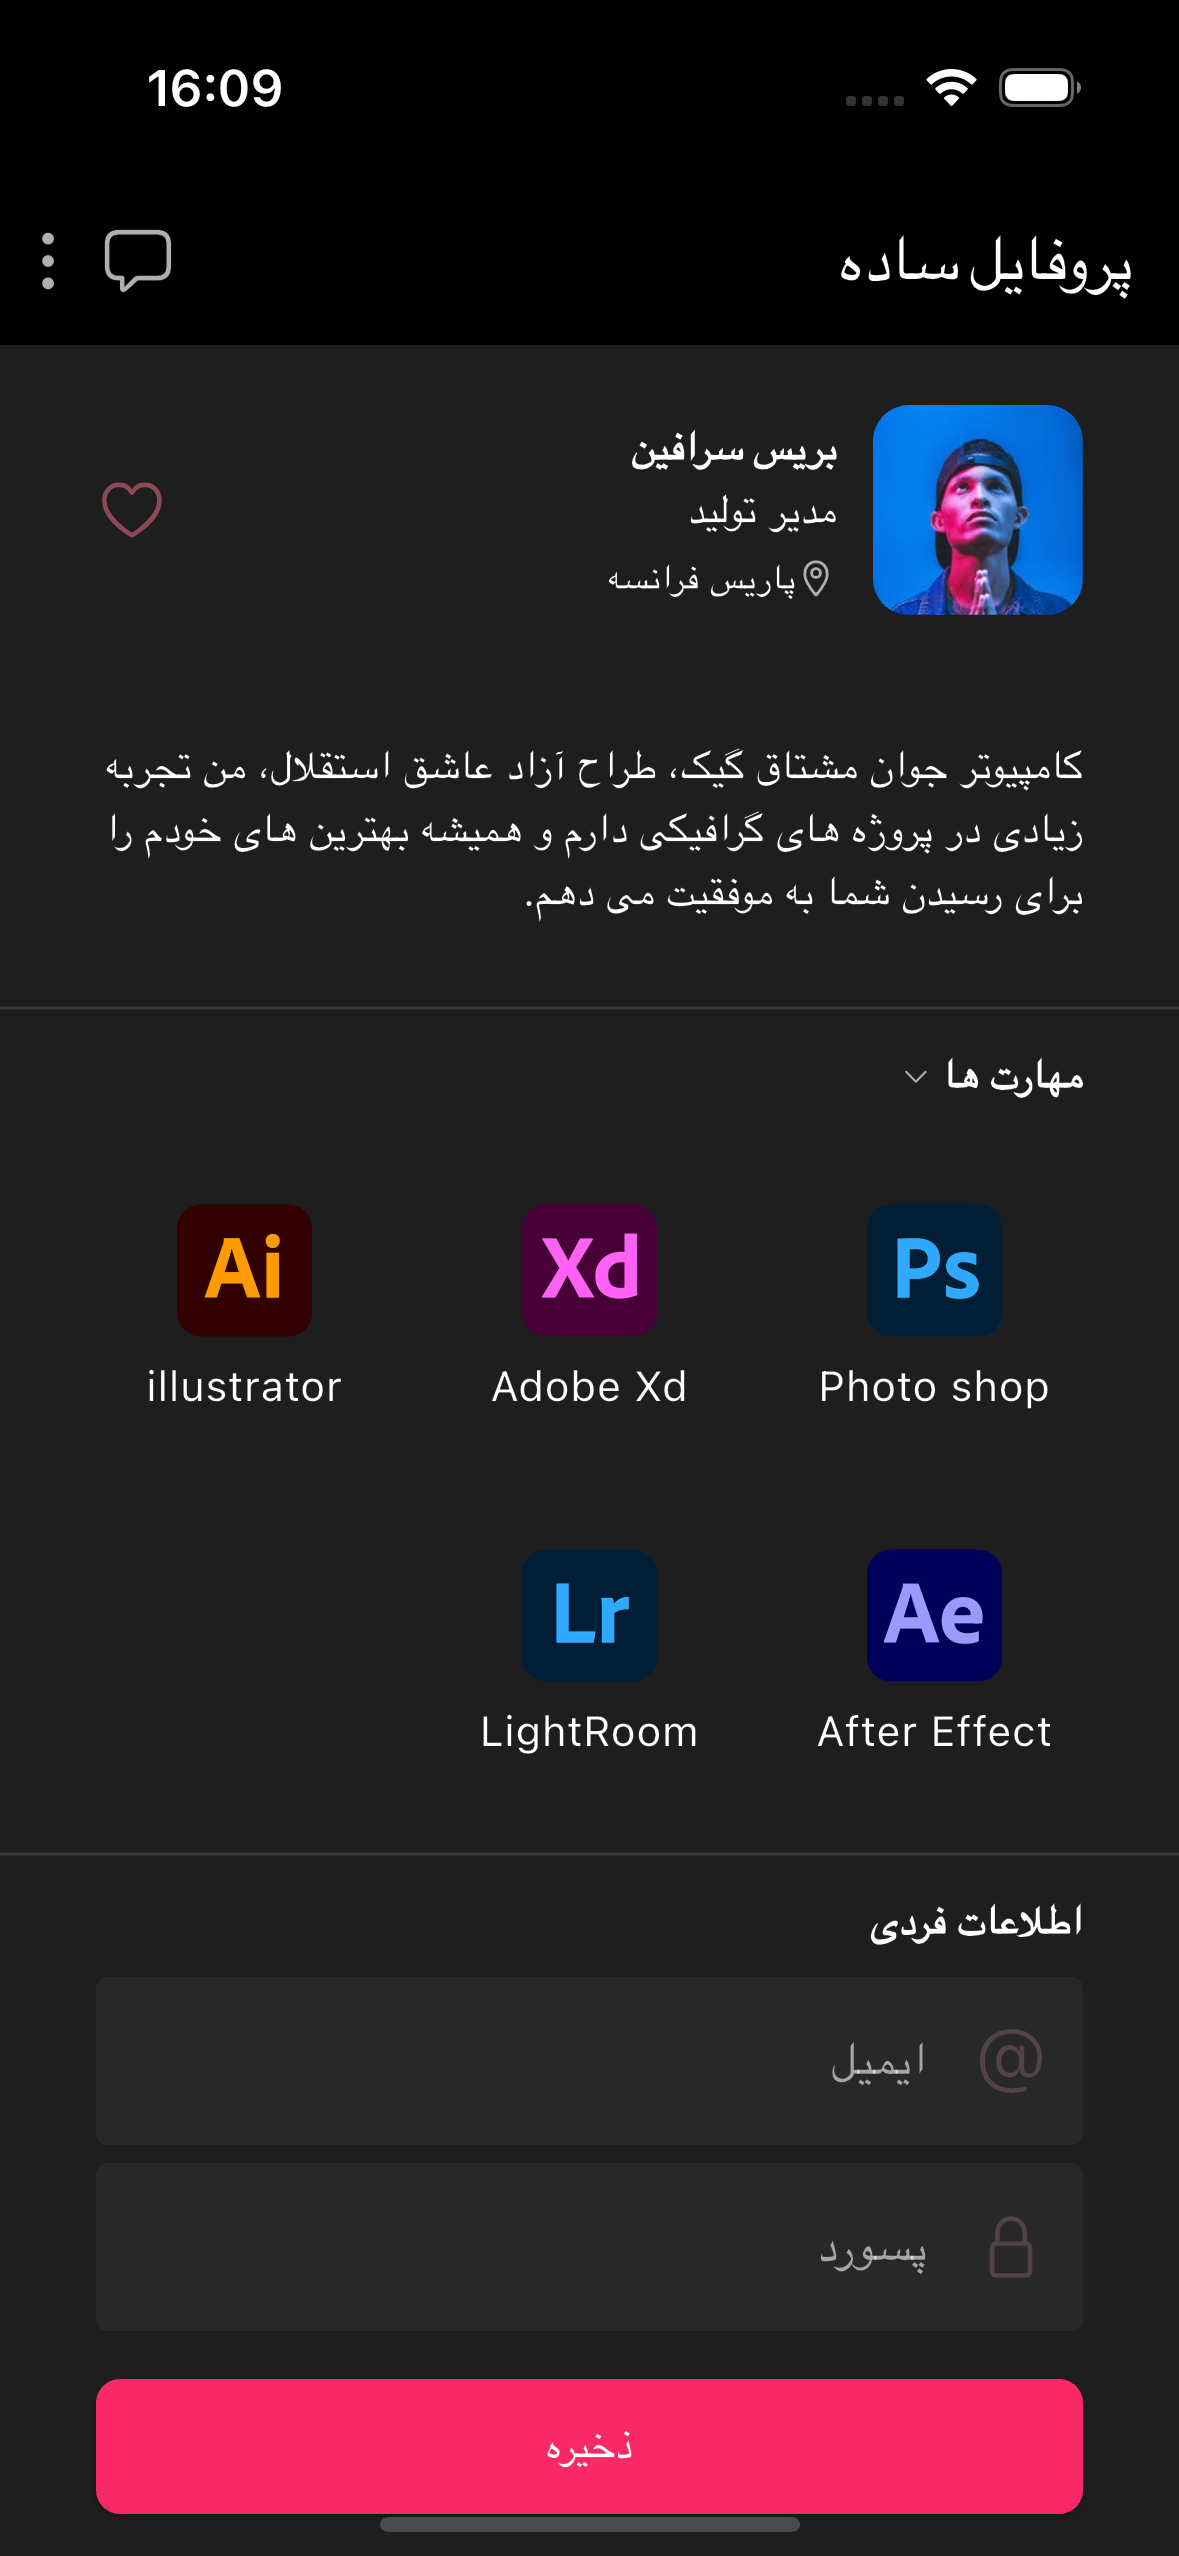 16:09
پروفایل ساده
بریس سرافین
مدیر تولید
پاریس فرانسه
کامپیوتر جوان مشتاق گیک، طراح آزاد عاشق استقلال، من تجربه
زیادی در پروژه های گرافیکی دارم و همیشه بهترین های خودم را
برای رسیدن شما به موفقیت می دهم.
مهارت ها
Ps
Xd
Ai
Photo shop
Adobe Xd
illustrator
Ae
Lr
After Effect
LightRoom
اطلاعات فردی
@ ایمیل
پسورد
ذخیره